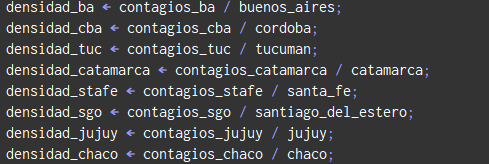 densidad_ba ← contagios_ba / buenos_aires;
densidad_cba ← contagios_cba / cordoba;
densidad_tuc ← contagios_tuc / tucuman;
densidad_catamarca ← contagios_catamarca / catamarca;
densidad_stafe ← contagios_stafe / santa_fe;
densidad_sgo ← contagios_sgo / santiago_del_estero;
densidad_jujuy ← contagios_jujuy / jujuy;
densidad_chaco ← contagios_chaco / chaco;